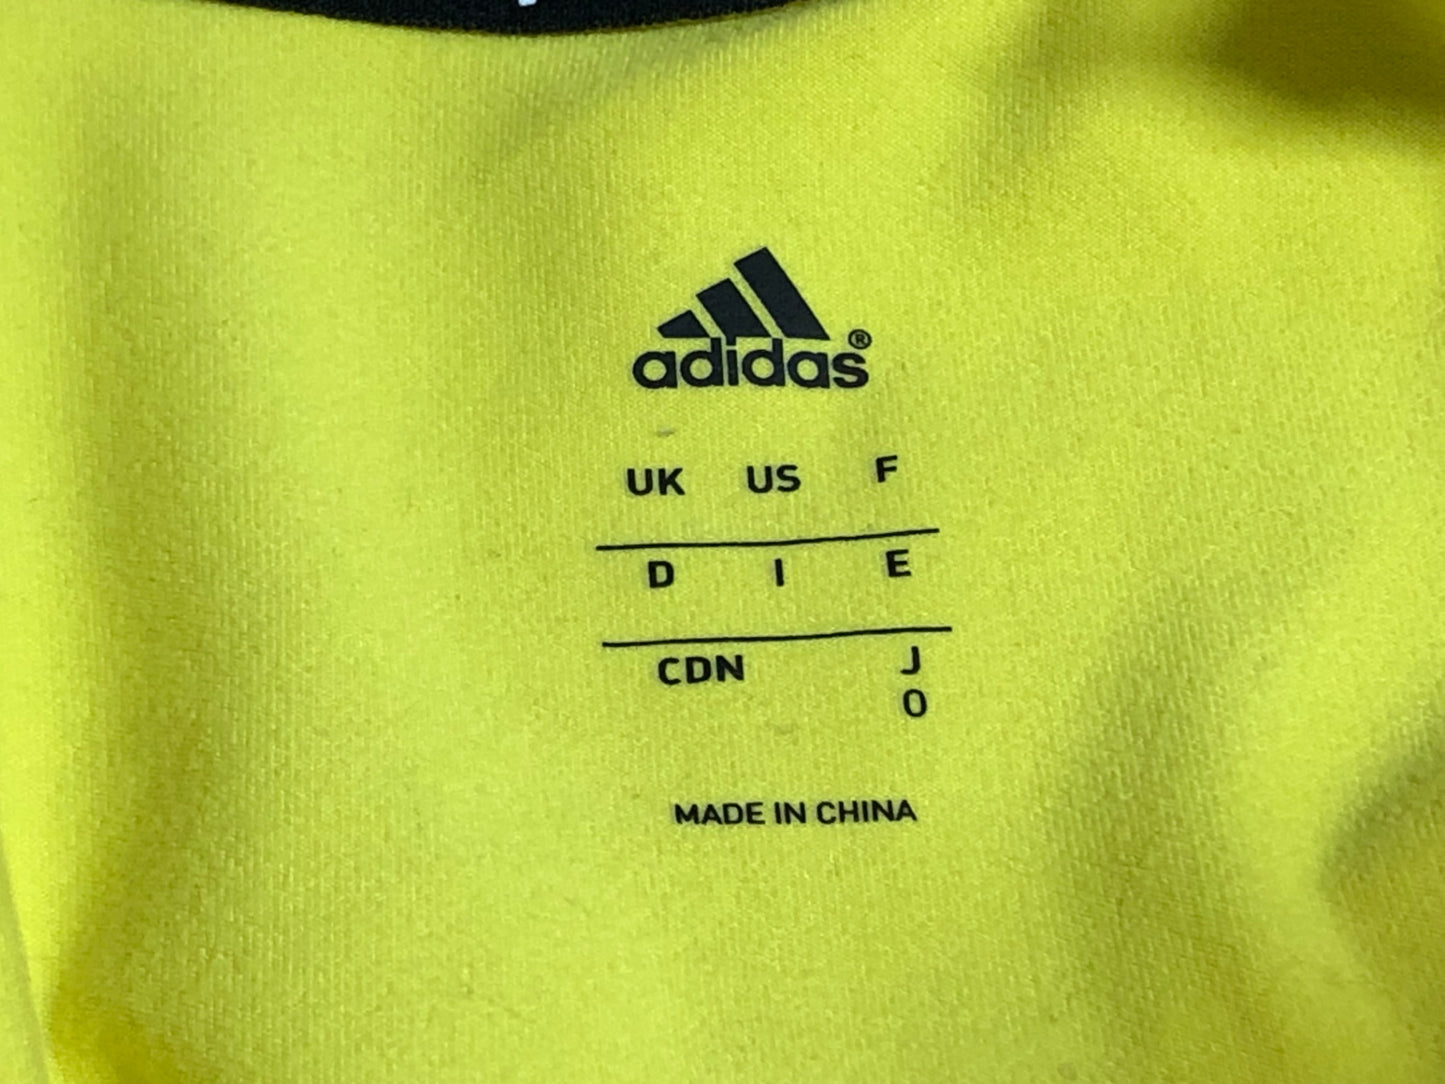 adidas®
UK US F
D I E
CDN J
O
MADE IN CHINA